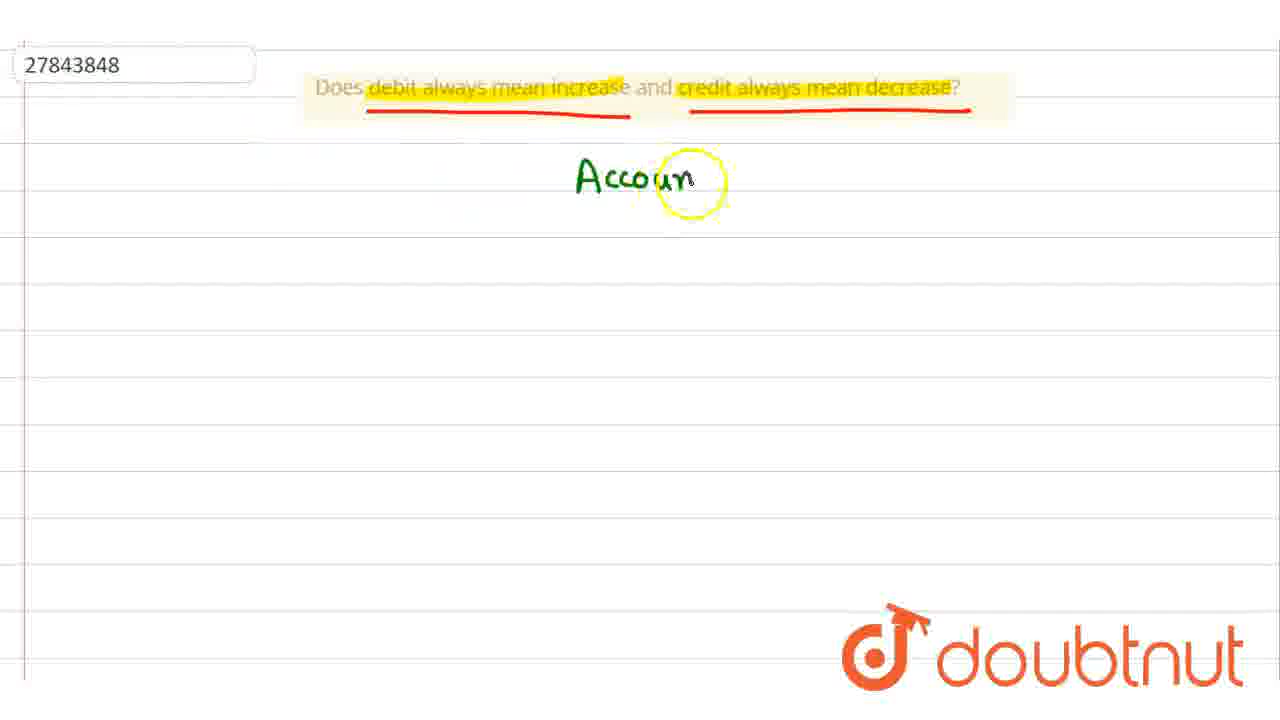 27843848
Does debit always mean increase and credit always mean decrease?
Accoun
doubtnut